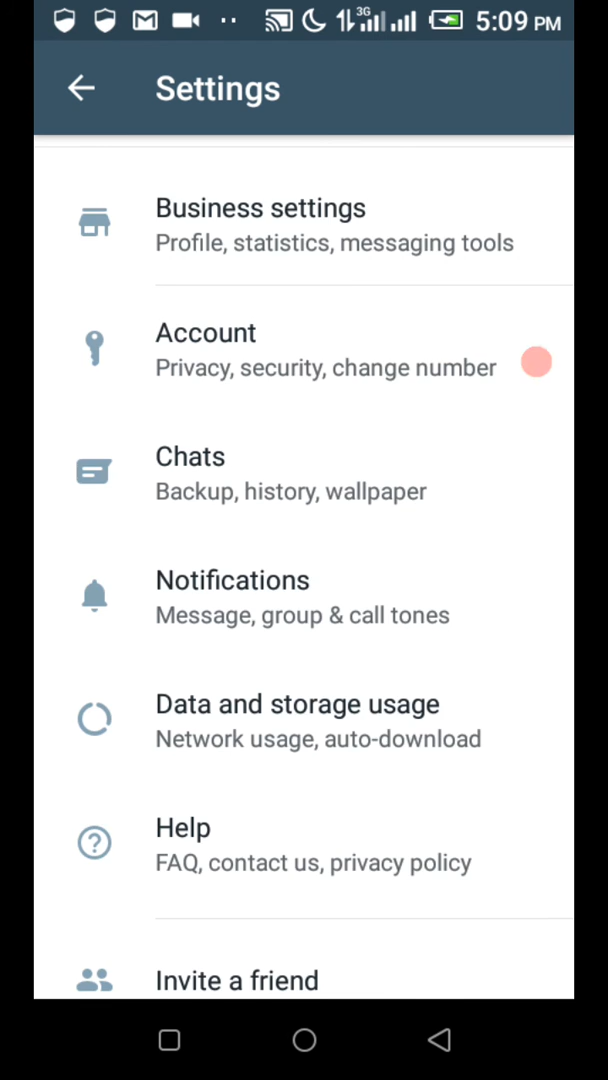 3G 5:09 PM
Settings
Business settings
Profile, statistics, messaging tools
Account
Privacy, security, change number
Chats
Backup, history, wallpaper
Notifications
Message, group & call tones
Data and storage usage
Network usage, auto-download
Help
FAQ, contact us, privacy policy
Invite a friend